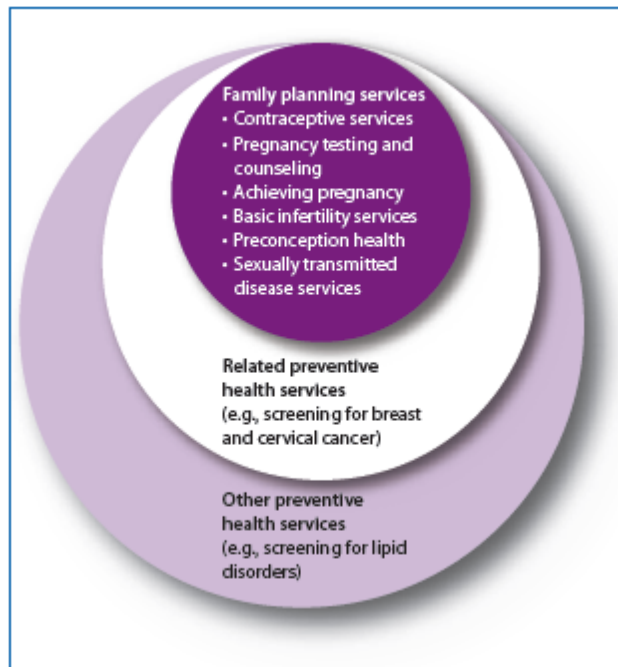 Family planning services
• Contraceptive services
• Pregnancy testing and
counseling
• Achieving pregnancy
• Basic infertility services
• Preconception health
• Sexually transmitted
disease services
Related preventive
health services
(e.g., screening for breast
and cervical cancer)
Other preventive
health services
(e.g., screening for lipid
disorders)